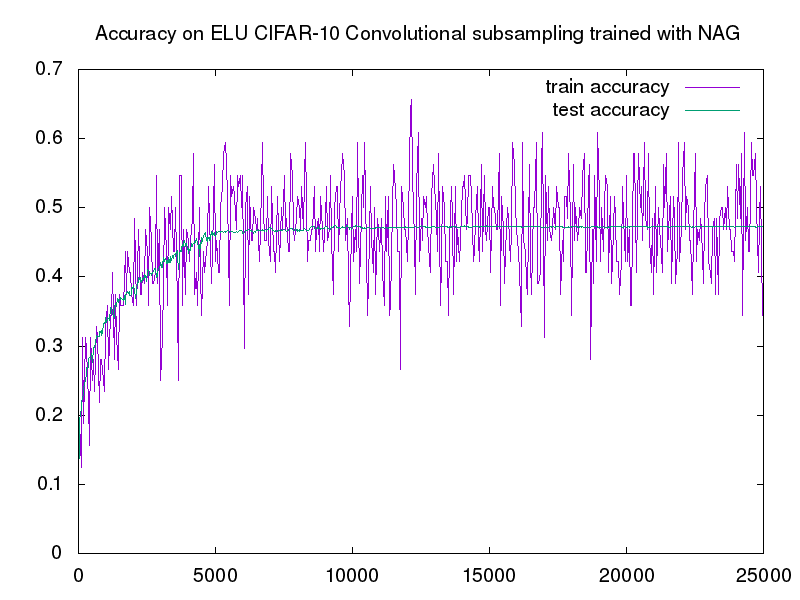 Accuracy on ELU CIFAR-10 Convolutional subsampling trained with NAG
0.7
train accuracy
test accuracy
0.6
0.5
0.4
0.3
0.2
0.1
0
0 5000 10000 15000 20000 25000